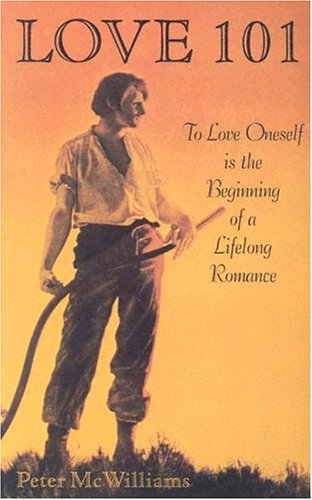 LOVE 101
To Love Oneself
is the
Beginning
of a
Lifelong
Romance
Peter McWilliams